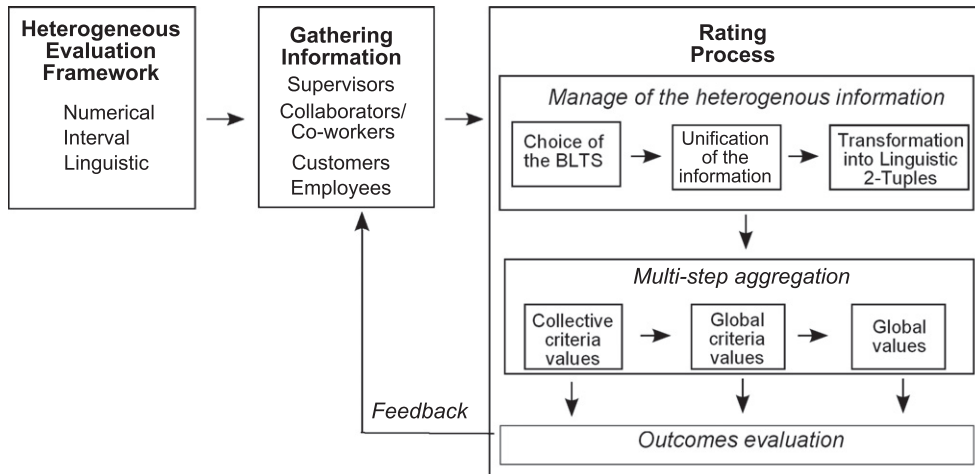 Heterogeneous
Evaluation
Framework
Numerical
Interval
Linguistic
Gathering
Information
Supervisors
Collaborators/
Co-workers
Customers
Employees
Rating
Process
Manage of the heterogenous information
Choice of
the BLTS
Unification
of the
information
Transformation
into Linguistic
2-Tuples
Multi-step aggregation
Collective
criteria
values
Global
criteria
values
Global
values
Feedback
Outcomes evaluation